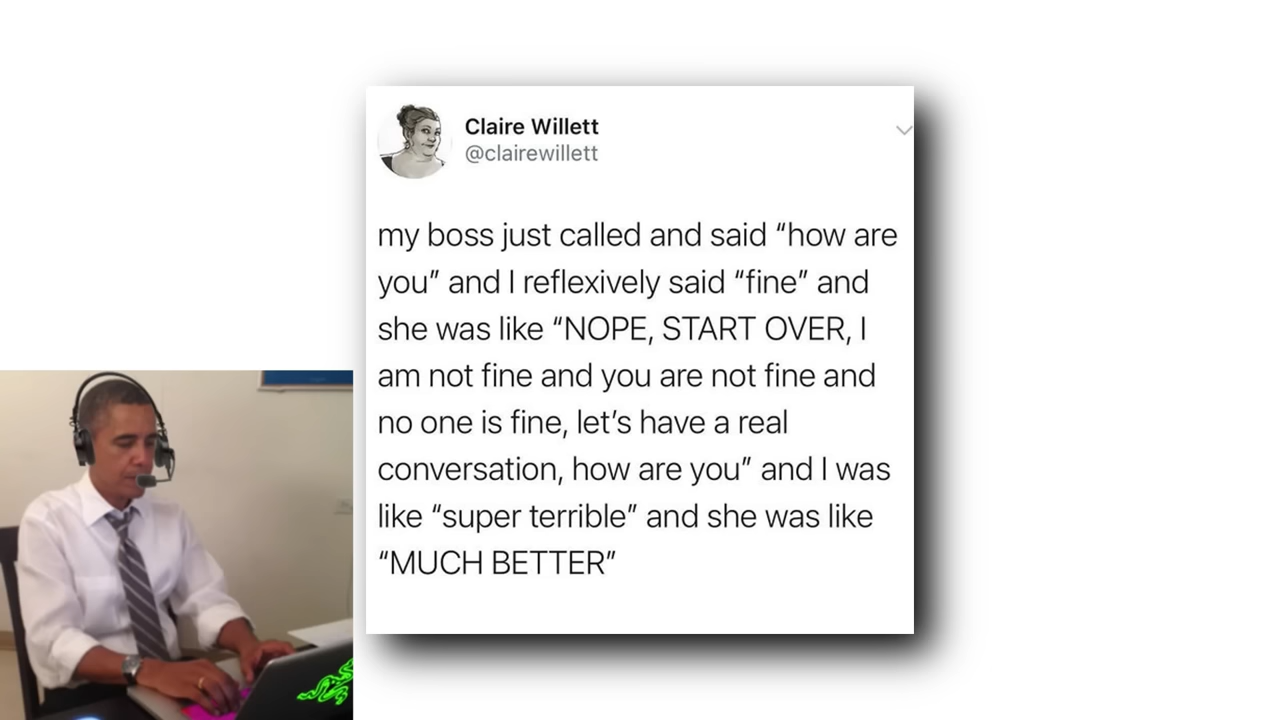 Claire Willett
@clairewillett
my boss just called and said “how are
you” and I reflexively said “fine” and
she was like “NOPE, START OVER, I
am not fine and you are not fine and
no one is fine, let’s have a real
conversation, how are you” and I was
like “super terrible” and she was like
“MUCH BETTER”